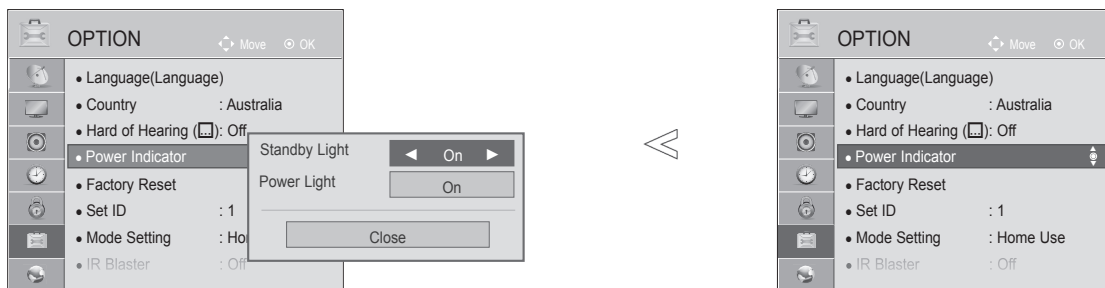 OPTION
Move OK
Language(Language)
Country : Australia
Hard of Hearing ( ): Off
Power Indicator
Factory Reset
Set ID : 1
Mode Setting : Ho
IR Blaster : Off
Standby Light ◄ On ►
Power Light On
Close
OPTION
Move OK
Language(Language)
Country : Australia
Hard of Hearing ( ): Off
Power Indicator
Factory Reset
Set ID : 1
Mode Setting : Home Use
IR Blaster : Off